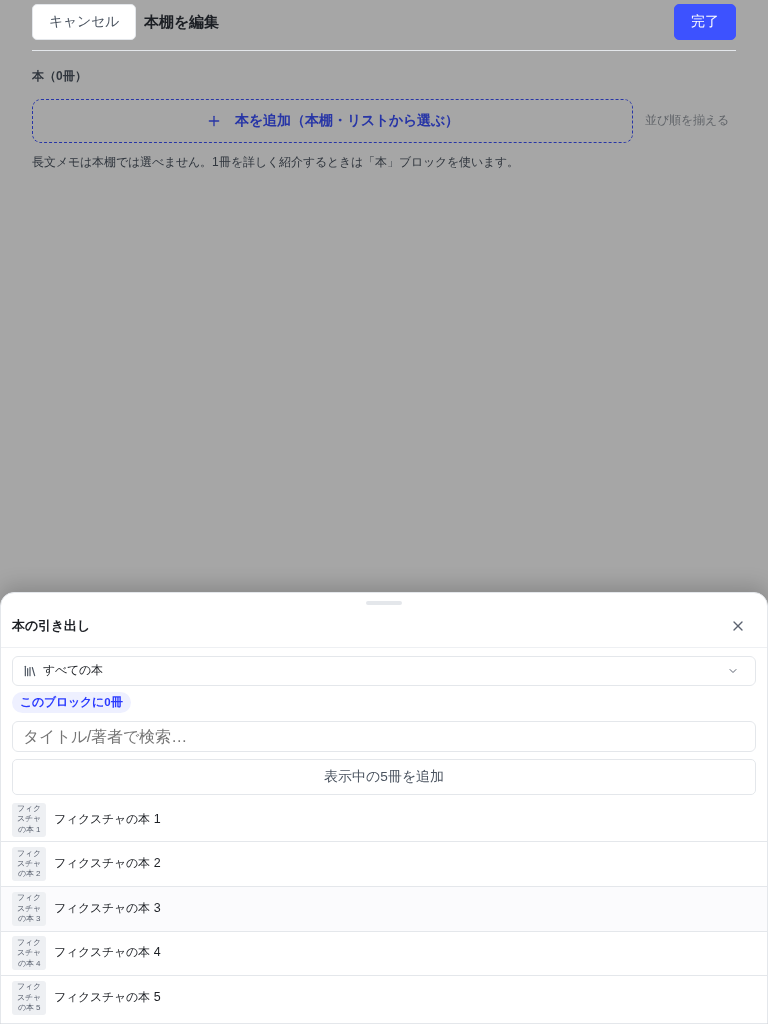 キャンセル
本棚を編集
完了
本（0冊）
本を追加（本棚・リストから選ぶ）
並び順を揃える
長文メモは本棚では選べません。1冊を詳しく紹介するときは「本」ブロックを使います。
本の引き出し
すべての本
このブロックに0冊
タイトル/著者で検索…
表示中の5冊を追加
フィク
スチャ
の本 1
フィクスチャの本 1
フィク
スチャ
の本 2
フィクスチャの本 2
フィク
スチャ
の本 3
フィクスチャの本 3
フィク
スチャ
の本 4
フィクスチャの本 4
フィク
スチャ
の本 5
フィクスチャの本 5